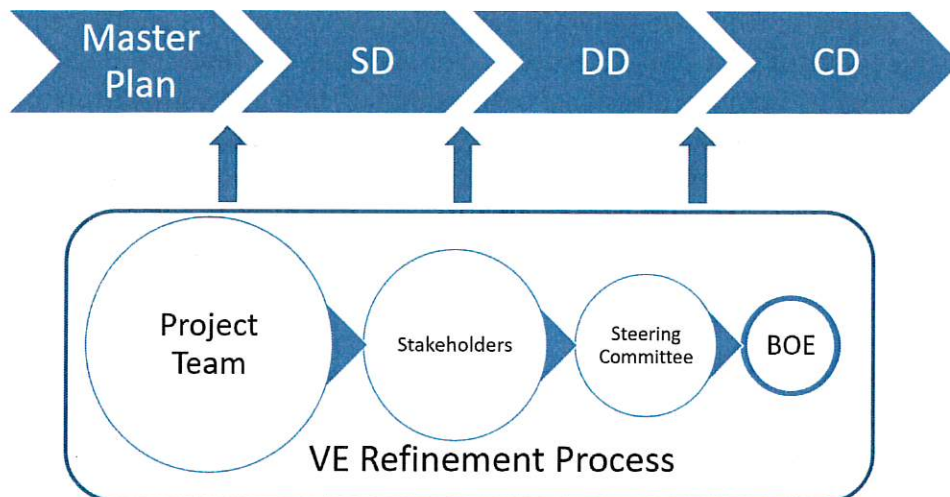 Master
Plan
SD
DD
CD
Project
Team
Stakeholders
Steering
Committee
BOE
VE Refinement Process